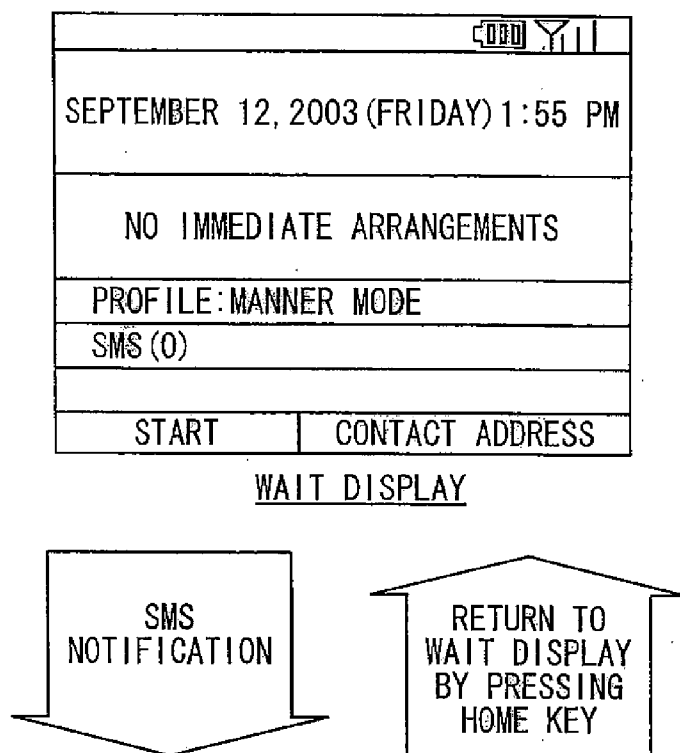 SEPTEMBER 12,2003(FRIDAY)1:55 PM
NO IMMEDIATE ARRANGEMENTS
PROFILE:MANNER MODE
SMS(0)
START
CONTACT ADDRESS
WAIT DISPLAY
SMS
NOTIFICATION
RETURN TO
WAIT DISPLAY
BY PRESSING
HOME KEY